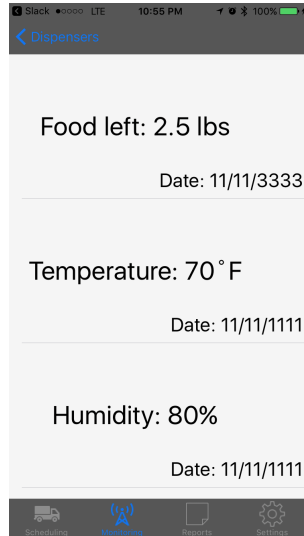 Slack LTE 10:55 PM 100%
Dispensers
Food left: 2.5 lbs
Date: 11/11/3333
Temperature: 70°F
Date: 11/11/1111
Humidity: 80%
Date: 11/11/1111
Scheduling Reports Settings